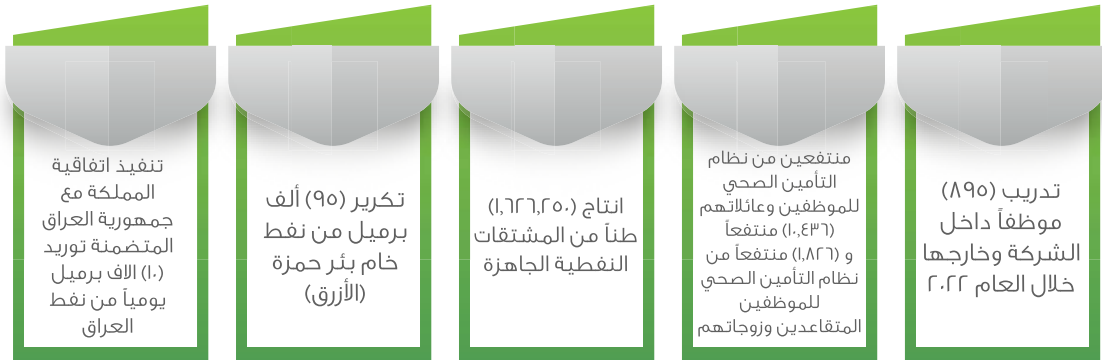 تدريب (٨٩٥)
موظفاً داخل
الشركة وخارجها
خلال العام ٢٠٢٢
منتفعين من نظام
التأمين الصحي
للموظفين وعائلاتهم
(١٠,٤٣٦) منتفعاً
و (١,٨٢٦) منتفعاً من
نظام التأمين الصحي
للموظفين
المتقاعدين وزوجاتهم
انتاج (١,٦٢٦,٢٥٠)
طناً من المشتقات
النفطية الجاهزة
تكرير (٩٥) ألف
برميل من نفط
خام بئر حمزة
(الأزرق)
تنفيذ اتفاقية
المملكة مع
جمهورية العراق
المتضمنة توريد
(١٠) الاف برميل
يومياً من نفط
العراق